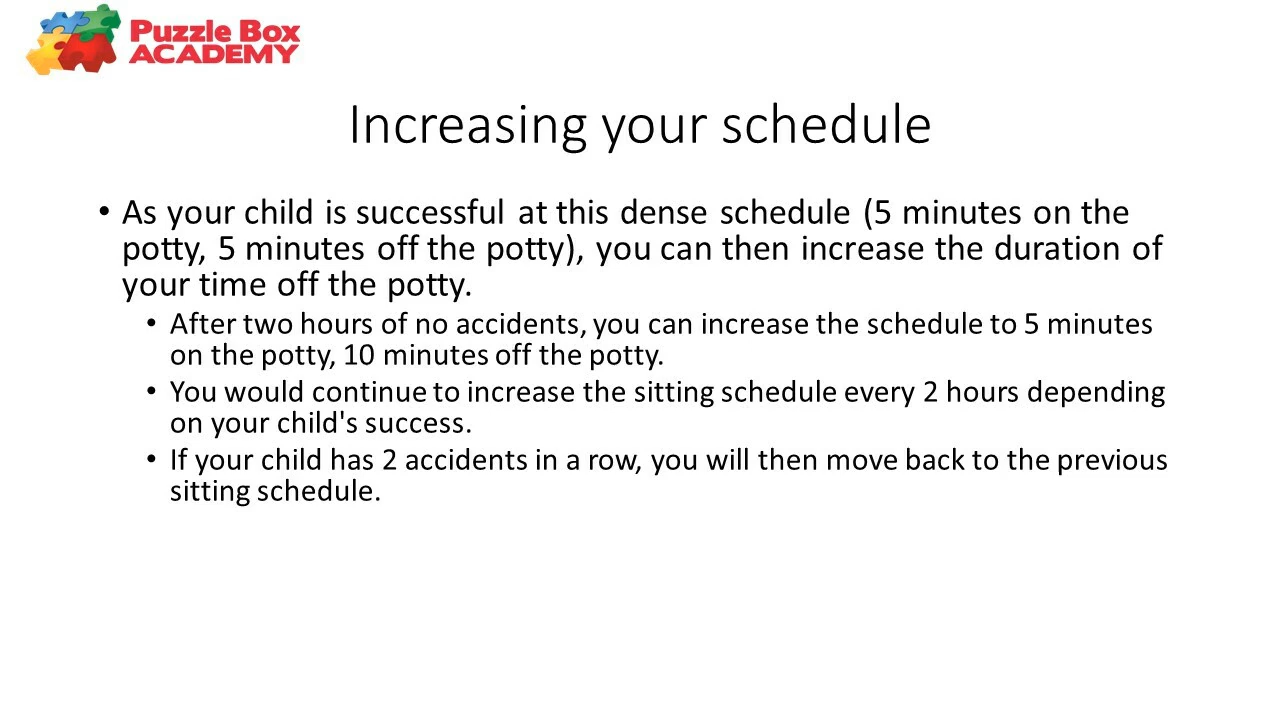 Puzzle Box
ACADEMY
Increasing your schedule
• As your child is successful at this dense schedule (5 minutes on the
potty, 5 minutes off the potty), you can then increase the duration of
your time off the potty.
• After two hours of no accidents, you can increase the schedule to 5 minutes
on the potty, 10 minutes off the potty.
• You would continue to increase the sitting schedule every 2 hours depending
on your child's success.
• If your child has 2 accidents in a row, you will then move back to the previous
sitting schedule.